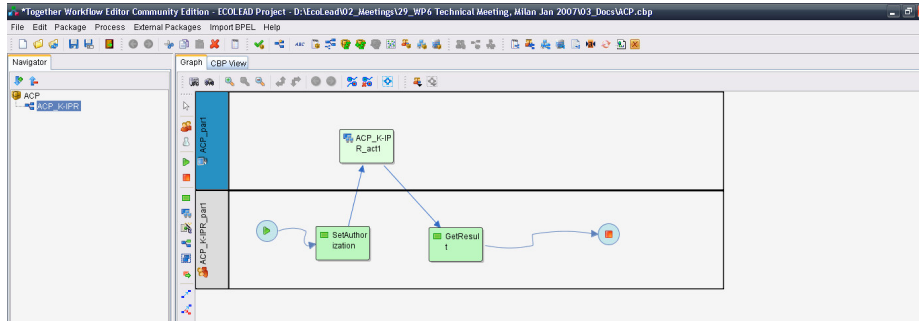 *Together Workflow Editor Community Edition - ECOLEAD Project - D:\EcoLead\02_Meetings\29_WP6 Technical Meeting, Milan Jan 2007\03_Docs\ACP.cbp
File Edit Package Process External Packages Import BPEL Help
Navigator
Graph CBP View
ACP
ACP_K-IPR
ACP_part
ACP_K-IP
R_act1
ACP_K-IPR_part1
SetAuthor
ization
GetResul
t